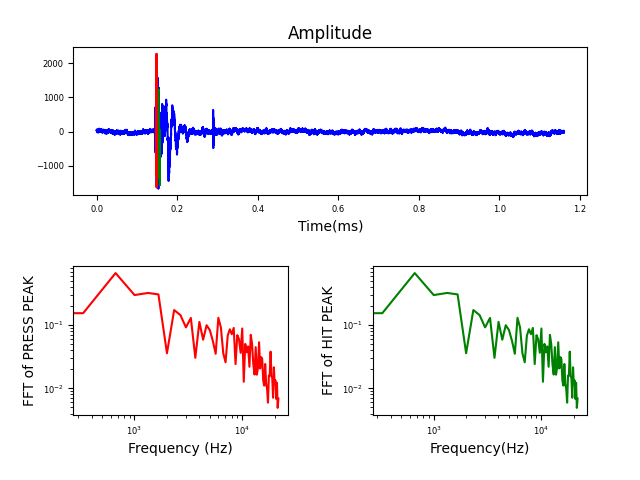 Amplitude
2000
1000
0
−1000
0.0 0.2 0.4 0.6 0.8 1.0 1.2
Time(ms)
FFT of PRESS PEAK
10⁻¹
10⁻²
10³ 10⁴
Frequency (Hz)
FFT of HIT PEAK
10⁻¹
10⁻²
10³ 10⁴
Frequency(Hz)